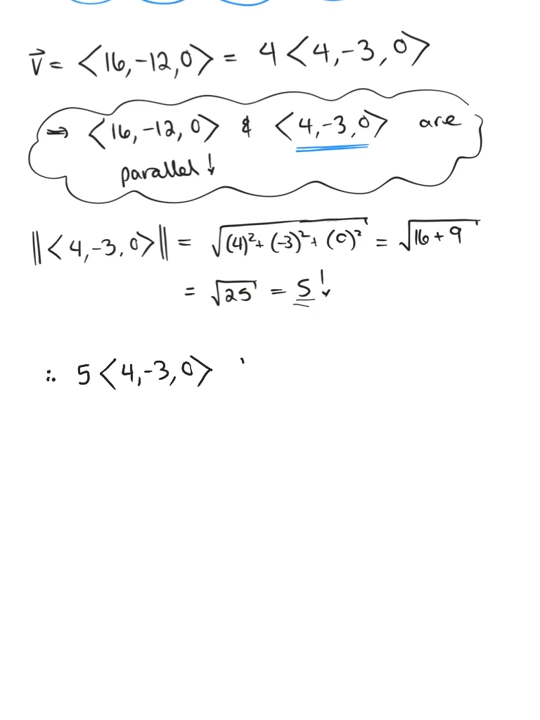 v⃗ = <16,-12,0> = 4<4,-3,0>
⇒ <16,-12,0> & <4,-3,0> are
parallel!
||<4,-3,0>|| = √((4)²+(-3)²+(0)²) = √(16+9)
= √25 = 5!
∴ 5<4,-3,0>